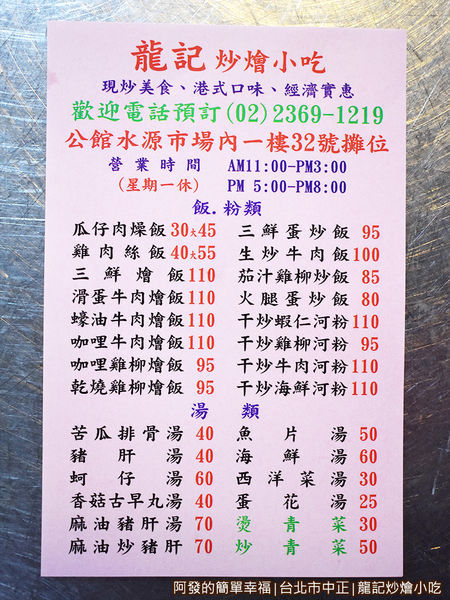 龍記炒燴小吃
現炒美食、港式口味、經濟實惠
歡迎電話預訂(02)2369-1219
公館水源市場內一樓32號攤位
營業時間 AM11:00-PM3:00
(星期一休) PM 5:00-PM8:00
飯.粉類
瓜仔肉燥飯 30大45 三鮮蛋炒飯 95
雞肉絲飯 40大55 生炒牛肉飯 100
三鮮燴飯 110 茄汁雞柳炒飯 85
滑蛋牛肉燴飯 110 火腿蛋炒飯 80
蠔油牛肉燴飯 110 干炒蝦仁河粉 110
咖哩牛肉燴飯 110 干炒雞柳河粉 95
咖哩雞柳燴飯 95 干炒牛肉河粉 110
乾燒雞柳燴飯 95 干炒海鮮河粉 110
湯類
苦瓜排骨湯 40 魚片湯 50
豬肝湯 40 海鮮湯 60
蚵仔湯 60 西洋菜湯 30
香菇古早丸湯 40 蛋花湯 25
麻油豬肝湯 70 燙青菜 30
麻油炒豬肝 70 炒青菜 50
阿發的簡單幸福|台北市中正|龍記炒燴小吃